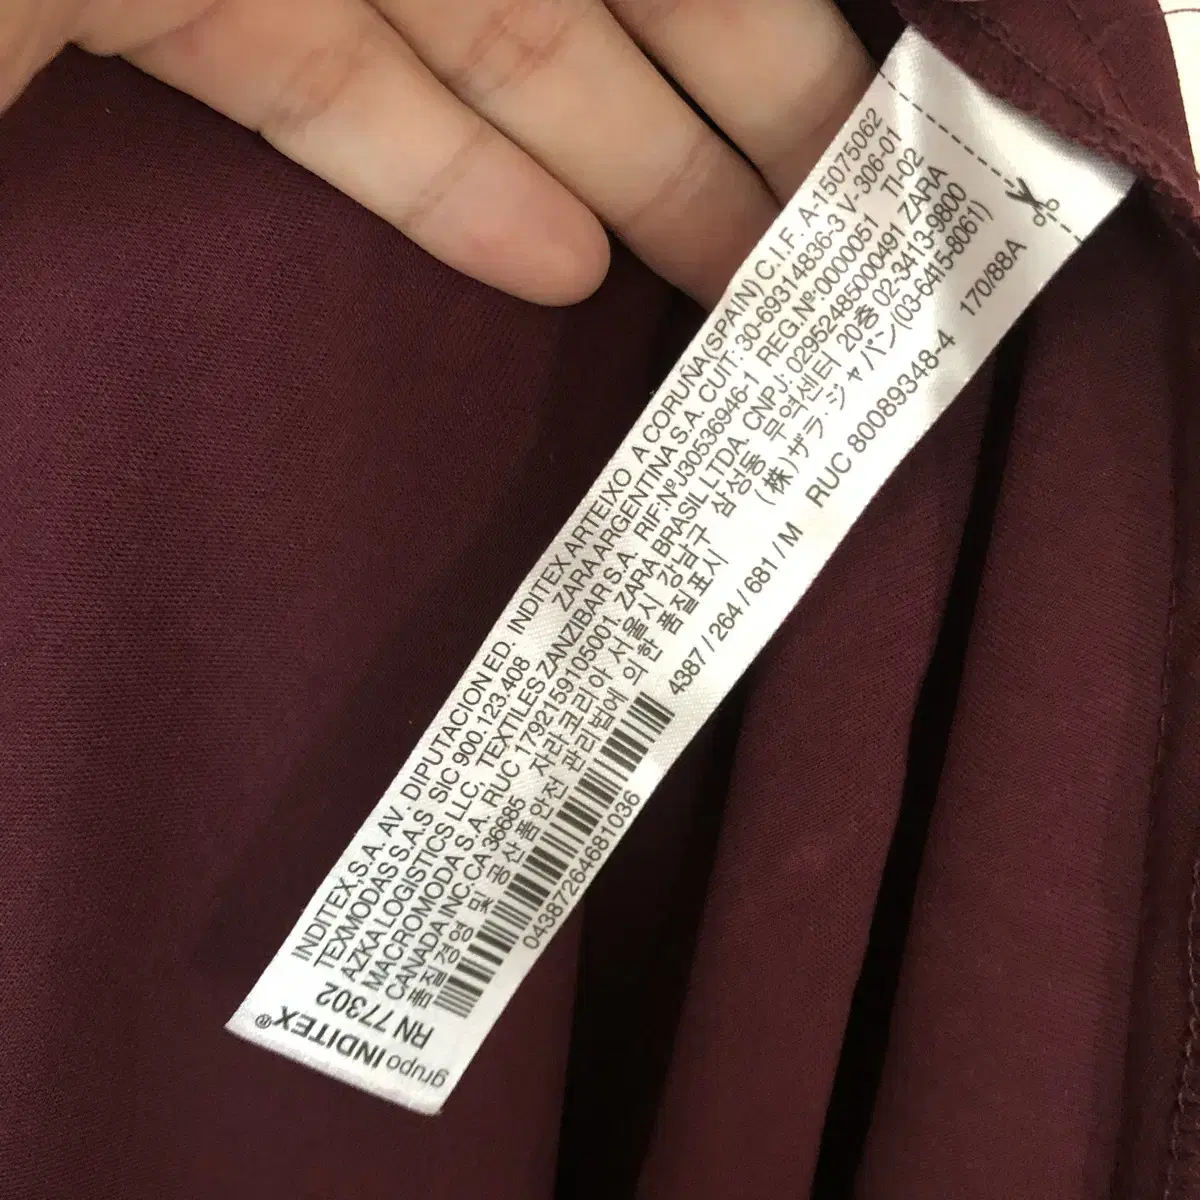 grupo INDITEX®
RN 77302
INDITEX,S.A. AV. DIPUTACION ED. INDITEX ARTEIXO A CORUNA(SPAIN) C.I.F. A-15075062
TEXMODAS S.A.S SIC 900.123.408 ZARA ARGENTINA S.A. CUIT: 30-69314836-3 V-306-01
AZKA LOGISTICS LLC, TEXTILES ZANZIBAR S.A. RIF:NºJ30536946-1 REG.Nº:0000051 TI-02
MACROMODA S.A. RUC 1792159105001, ZARA BRASIL LTDA. CNPJ: 02952485000491 ZARA
CANADA.INC.CA 36685 자라코리아 서울시 강남구 삼성동 무역센터 20층 02-3413-9800
품질경영 및 공산품안전 관리법에 의한 품질표시 (株)ザラ・ジャパン(03-6415-8061)
4387 / 264 / 681 / M RUC 80089348-4 170/88A
04387264681036